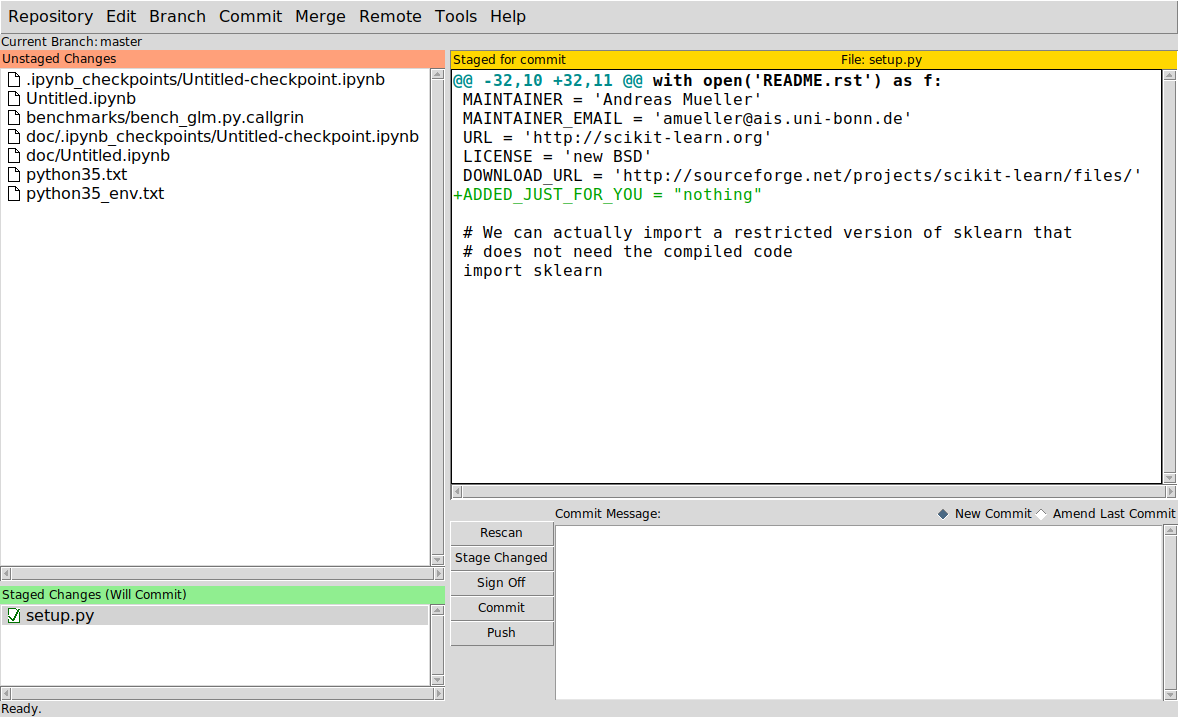 Repository Edit Branch Commit Merge Remote Tools Help
Current Branch: master
Unstaged Changes
.ipynb_checkpoints/Untitled-checkpoint.ipynb
Untitled.ipynb
benchmarks/bench_glm.py.callgrin
doc/.ipynb_checkpoints/Untitled-checkpoint.ipynb
doc/Untitled.ipynb
python35.txt
python35_env.txt
Staged Changes (Will Commit)
setup.py
Staged for commit File: setup.py
@@ -32,10 +32,11 @@ with open('README.rst') as f:
 MAINTAINER = 'Andreas Mueller'
 MAINTAINER_EMAIL = 'amueller@ais.uni-bonn.de'
 URL = 'http://scikit-learn.org'
 LICENSE = 'new BSD'
 DOWNLOAD_URL = 'http://sourceforge.net/projects/scikit-learn/files/'
+ADDED_JUST_FOR_YOU = "nothing"
 # We can actually import a restricted version of sklearn that
 # does not need the compiled code
 import sklearn
Commit Message: New Commit Amend Last Commit
Rescan
Stage Changed
Sign Off
Commit
Push
Ready.